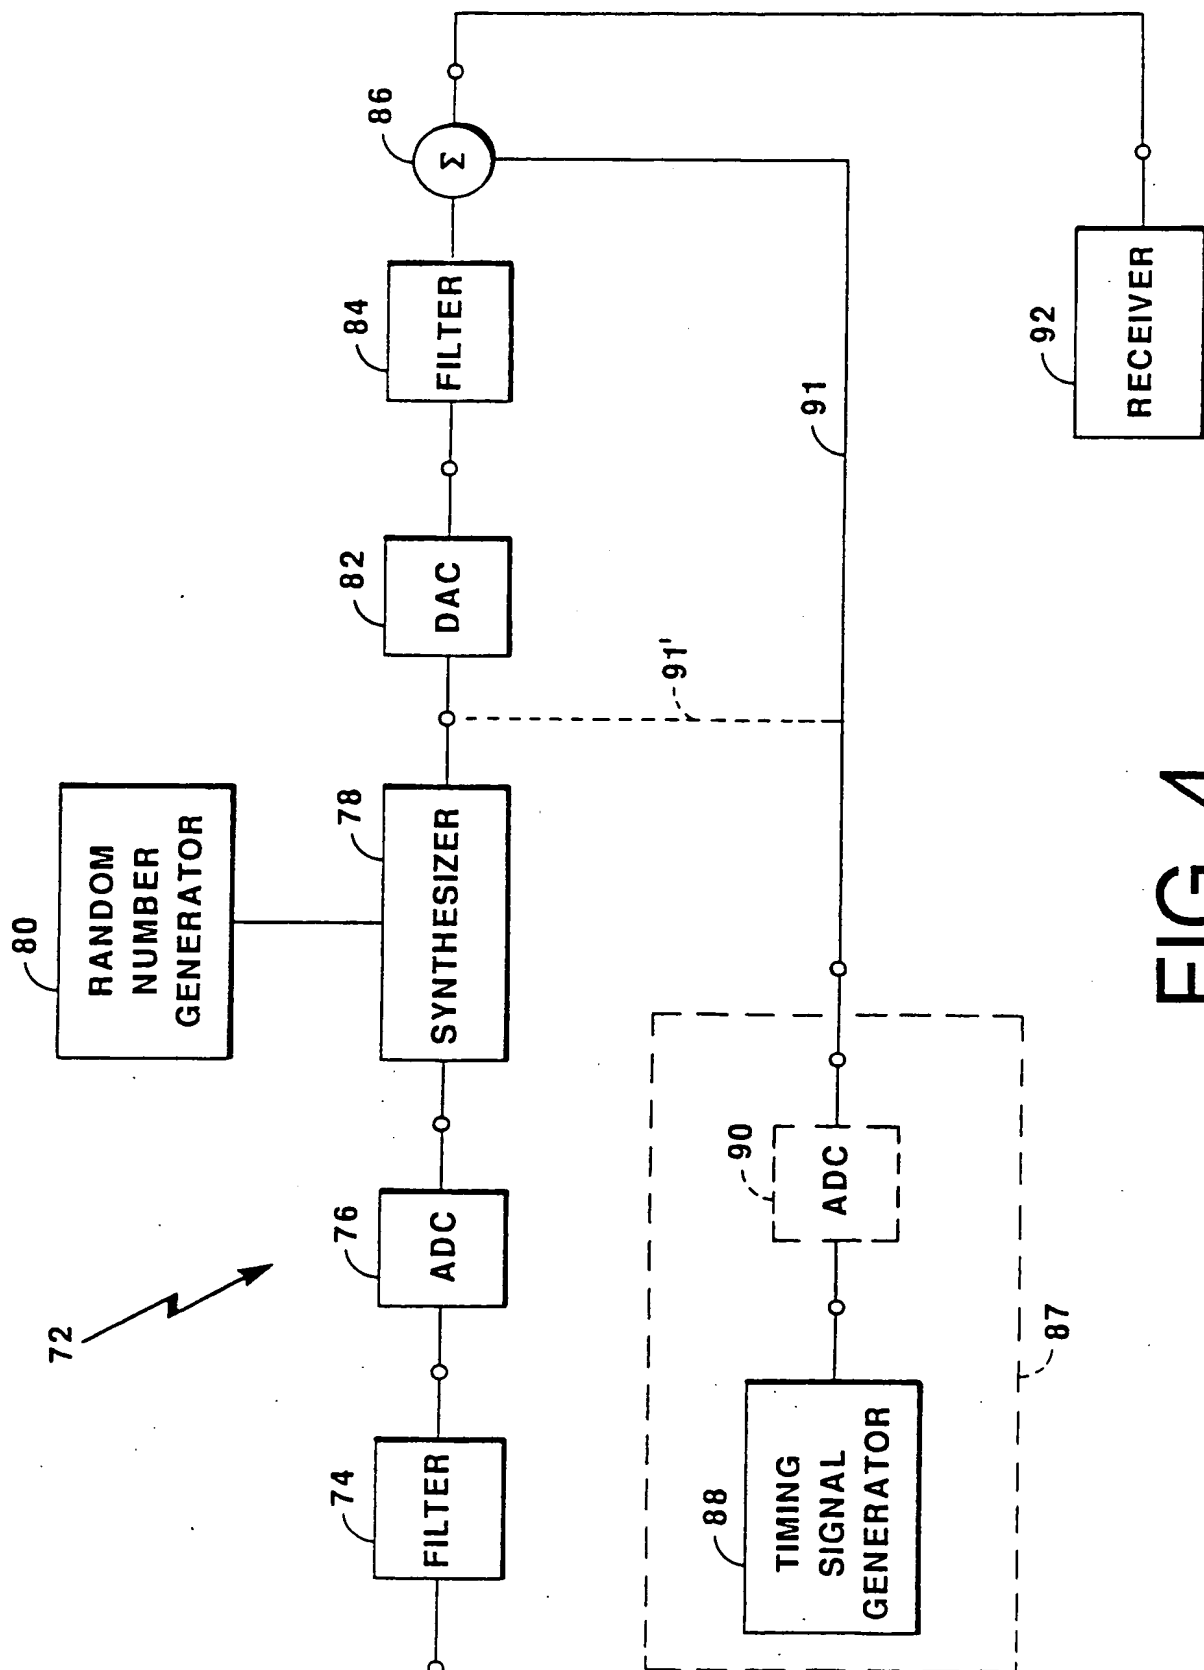 72
80
RANDOM
NUMBER
GENERATOR
74
FILTER
76
ADC
78
SYNTHESIZER
82
DAC
84
FILTER
86
Σ
88
TIMING
SIGNAL
GENERATOR
90
ADC
87
91'
91
92
RECEIVER
FIG 4